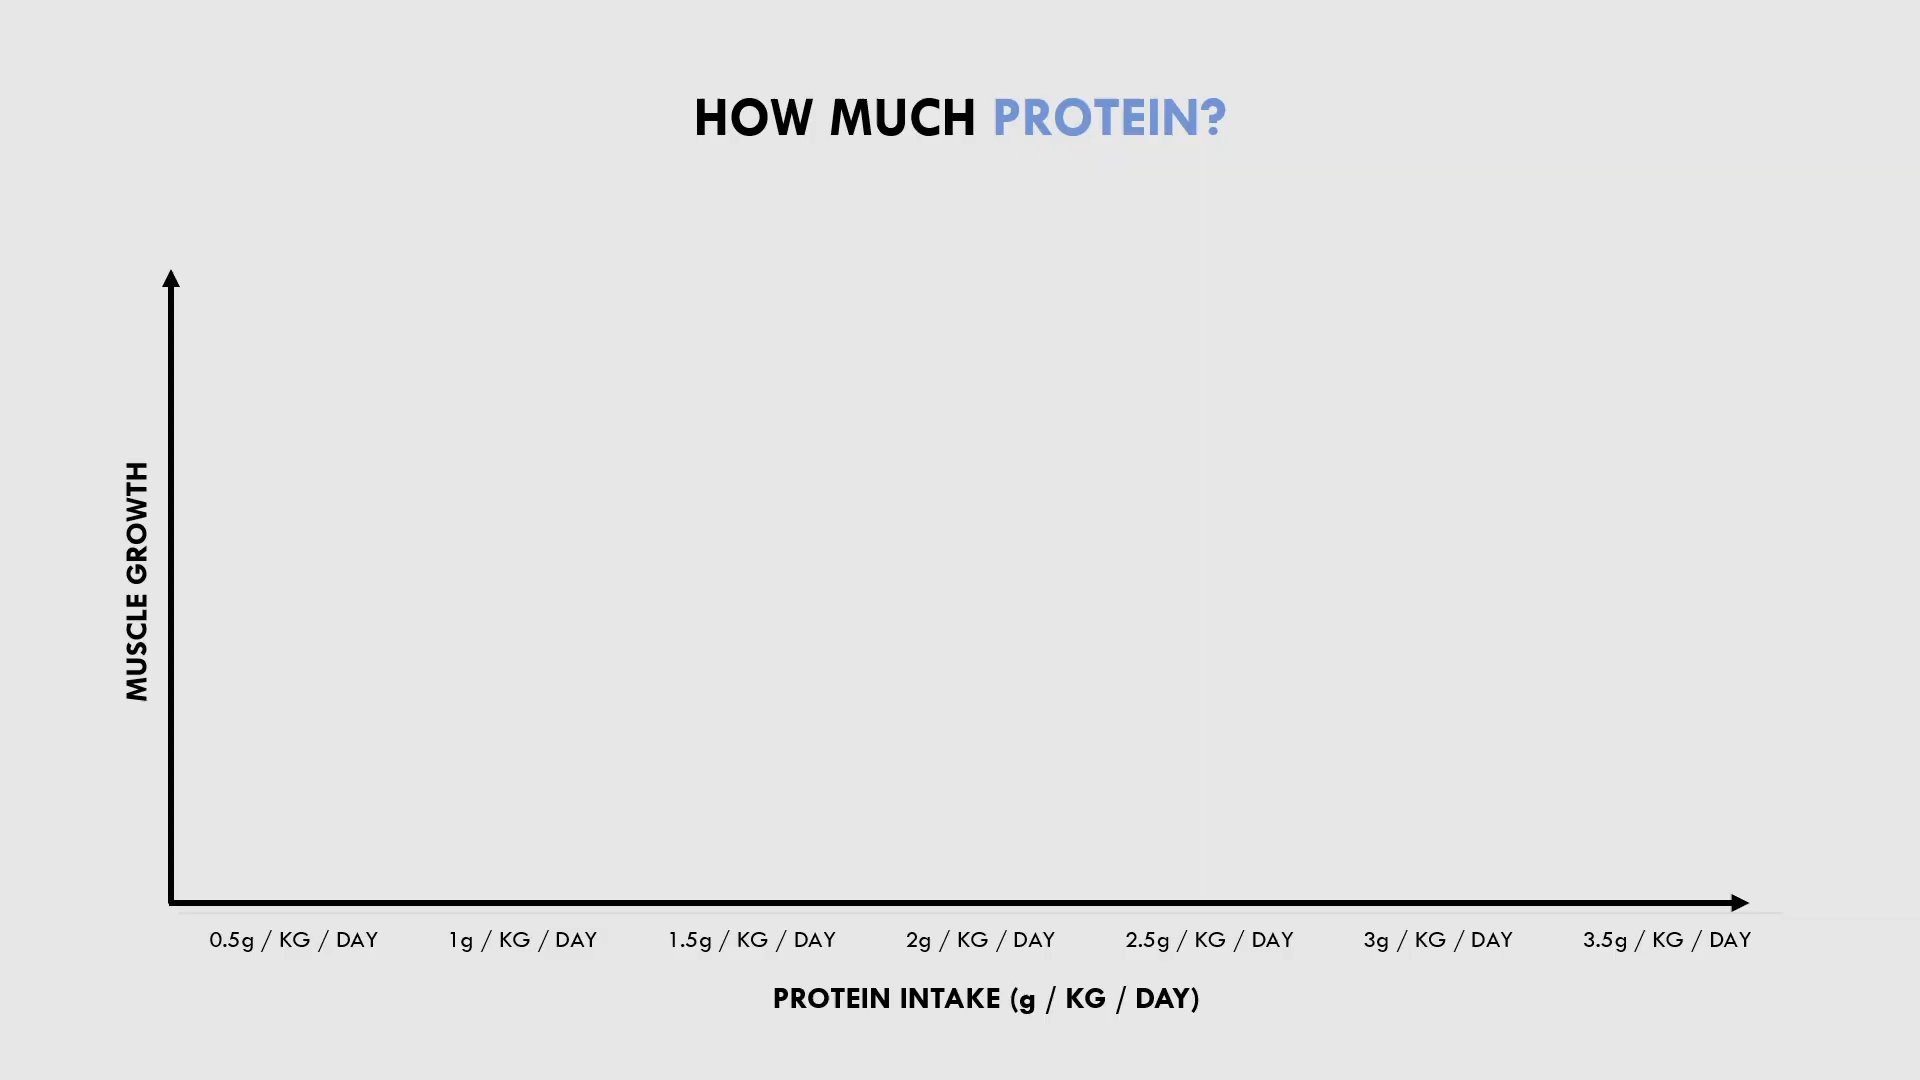 HOW MUCH PROTEIN?
MUSCLE GROWTH
0.5g / KG / DAY 1g / KG / DAY 1.5g / KG / DAY 2g / KG / DAY 2.5g / KG / DAY 3g / KG / DAY 3.5g / KG / DAY
PROTEIN INTAKE (g / KG / DAY)